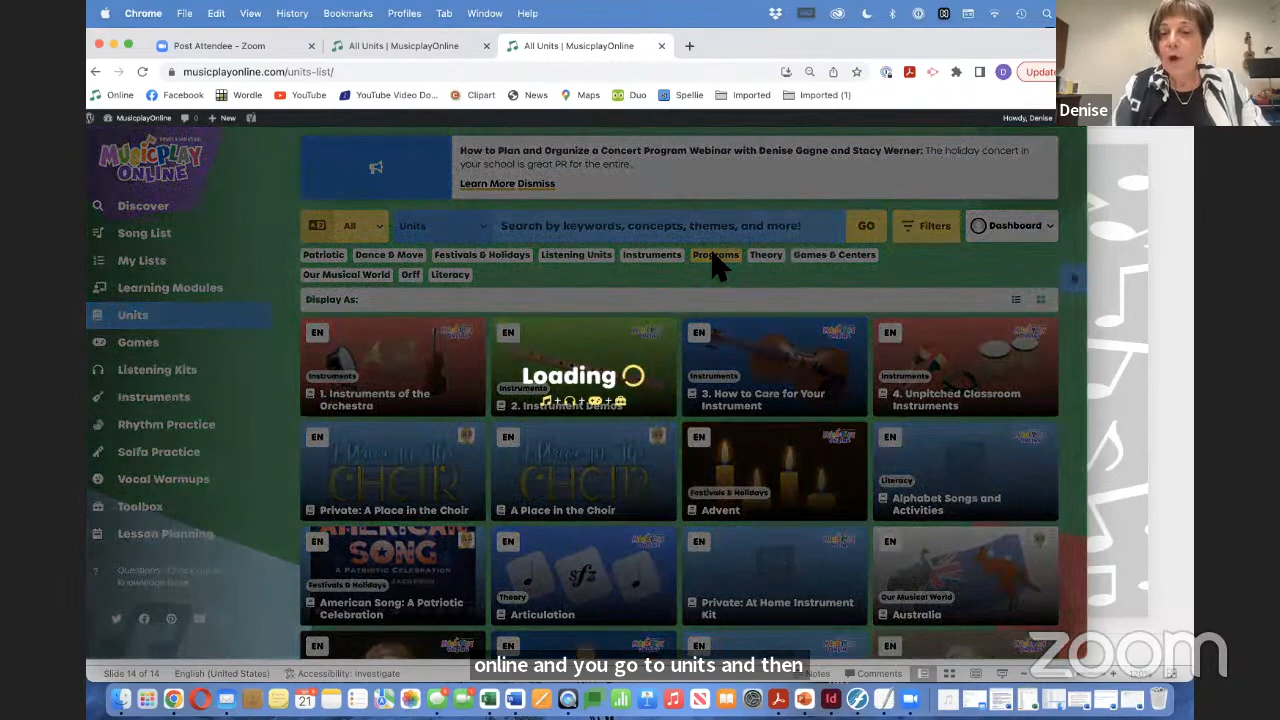 Chrome File Edit View History Bookmarks Profiles Tab Window Help
Post Attendee - Zoom
All Units | MusicplayOnline
All Units | MusicplayOnline
musicplayonline.com/units-list/
Update
Online Facebook Wordle YouTube YouTube Video Do... Clipart News Maps Duo Spellie Imported Imported (1)
Denise
MusicplayOnline 0 New
Howdy, Denise
MUSICPLAY ONLINE
How to Plan and Organize a Concert Program Webinar with Denise Gagne and Stacy Werner: The holiday concert in
your school is great PR for the entire.
Learn More Dismiss
Discover
Song List
My Lists
Learning Modules
Units
Games
Listening Kits
Instruments
Rhythm Practice
Solfa Practice
Vocal Warmups
Toolbox
Lesson Planning
All
Units
Search by keywords, concepts, themes, and more!
GO
Filters
Dashboard
Patriotic Dance & Move Festivals & Holidays Listening Units Instruments Programs Theory Games & Centers
Our Musical World Orff Literacy
Display As:
EN
Instruments
1. Instruments of the
Orchestra
EN
Loading
Instruments
2. Instrument Demos
EN
Instruments
3. How to Care for Your
Instrument
EN
Instruments
4. Unpitched Classroom
Instruments
EN
CHOIR
Private: A Place in the Choir
EN
CHOIR
A Place in the Choir
EN
Festivals & Holidays
Advent
EN
Literacy
Alphabet Songs and
Activities
EN
AMERICAN
SONG
A PATRIOTIC CELEBRATION
Festivals & Holidays
American Song: A Patriotic
Celebration
EN
sfz
Theory
Articulation
EN
Private: At Home Instrument
Kit
EN
Our Musical World
Australia
EN
EN
EN
EN
online and you go to units and then
zoom
Slide 14 of 14 English (United States) Accessibility: Investigate Notes Comments